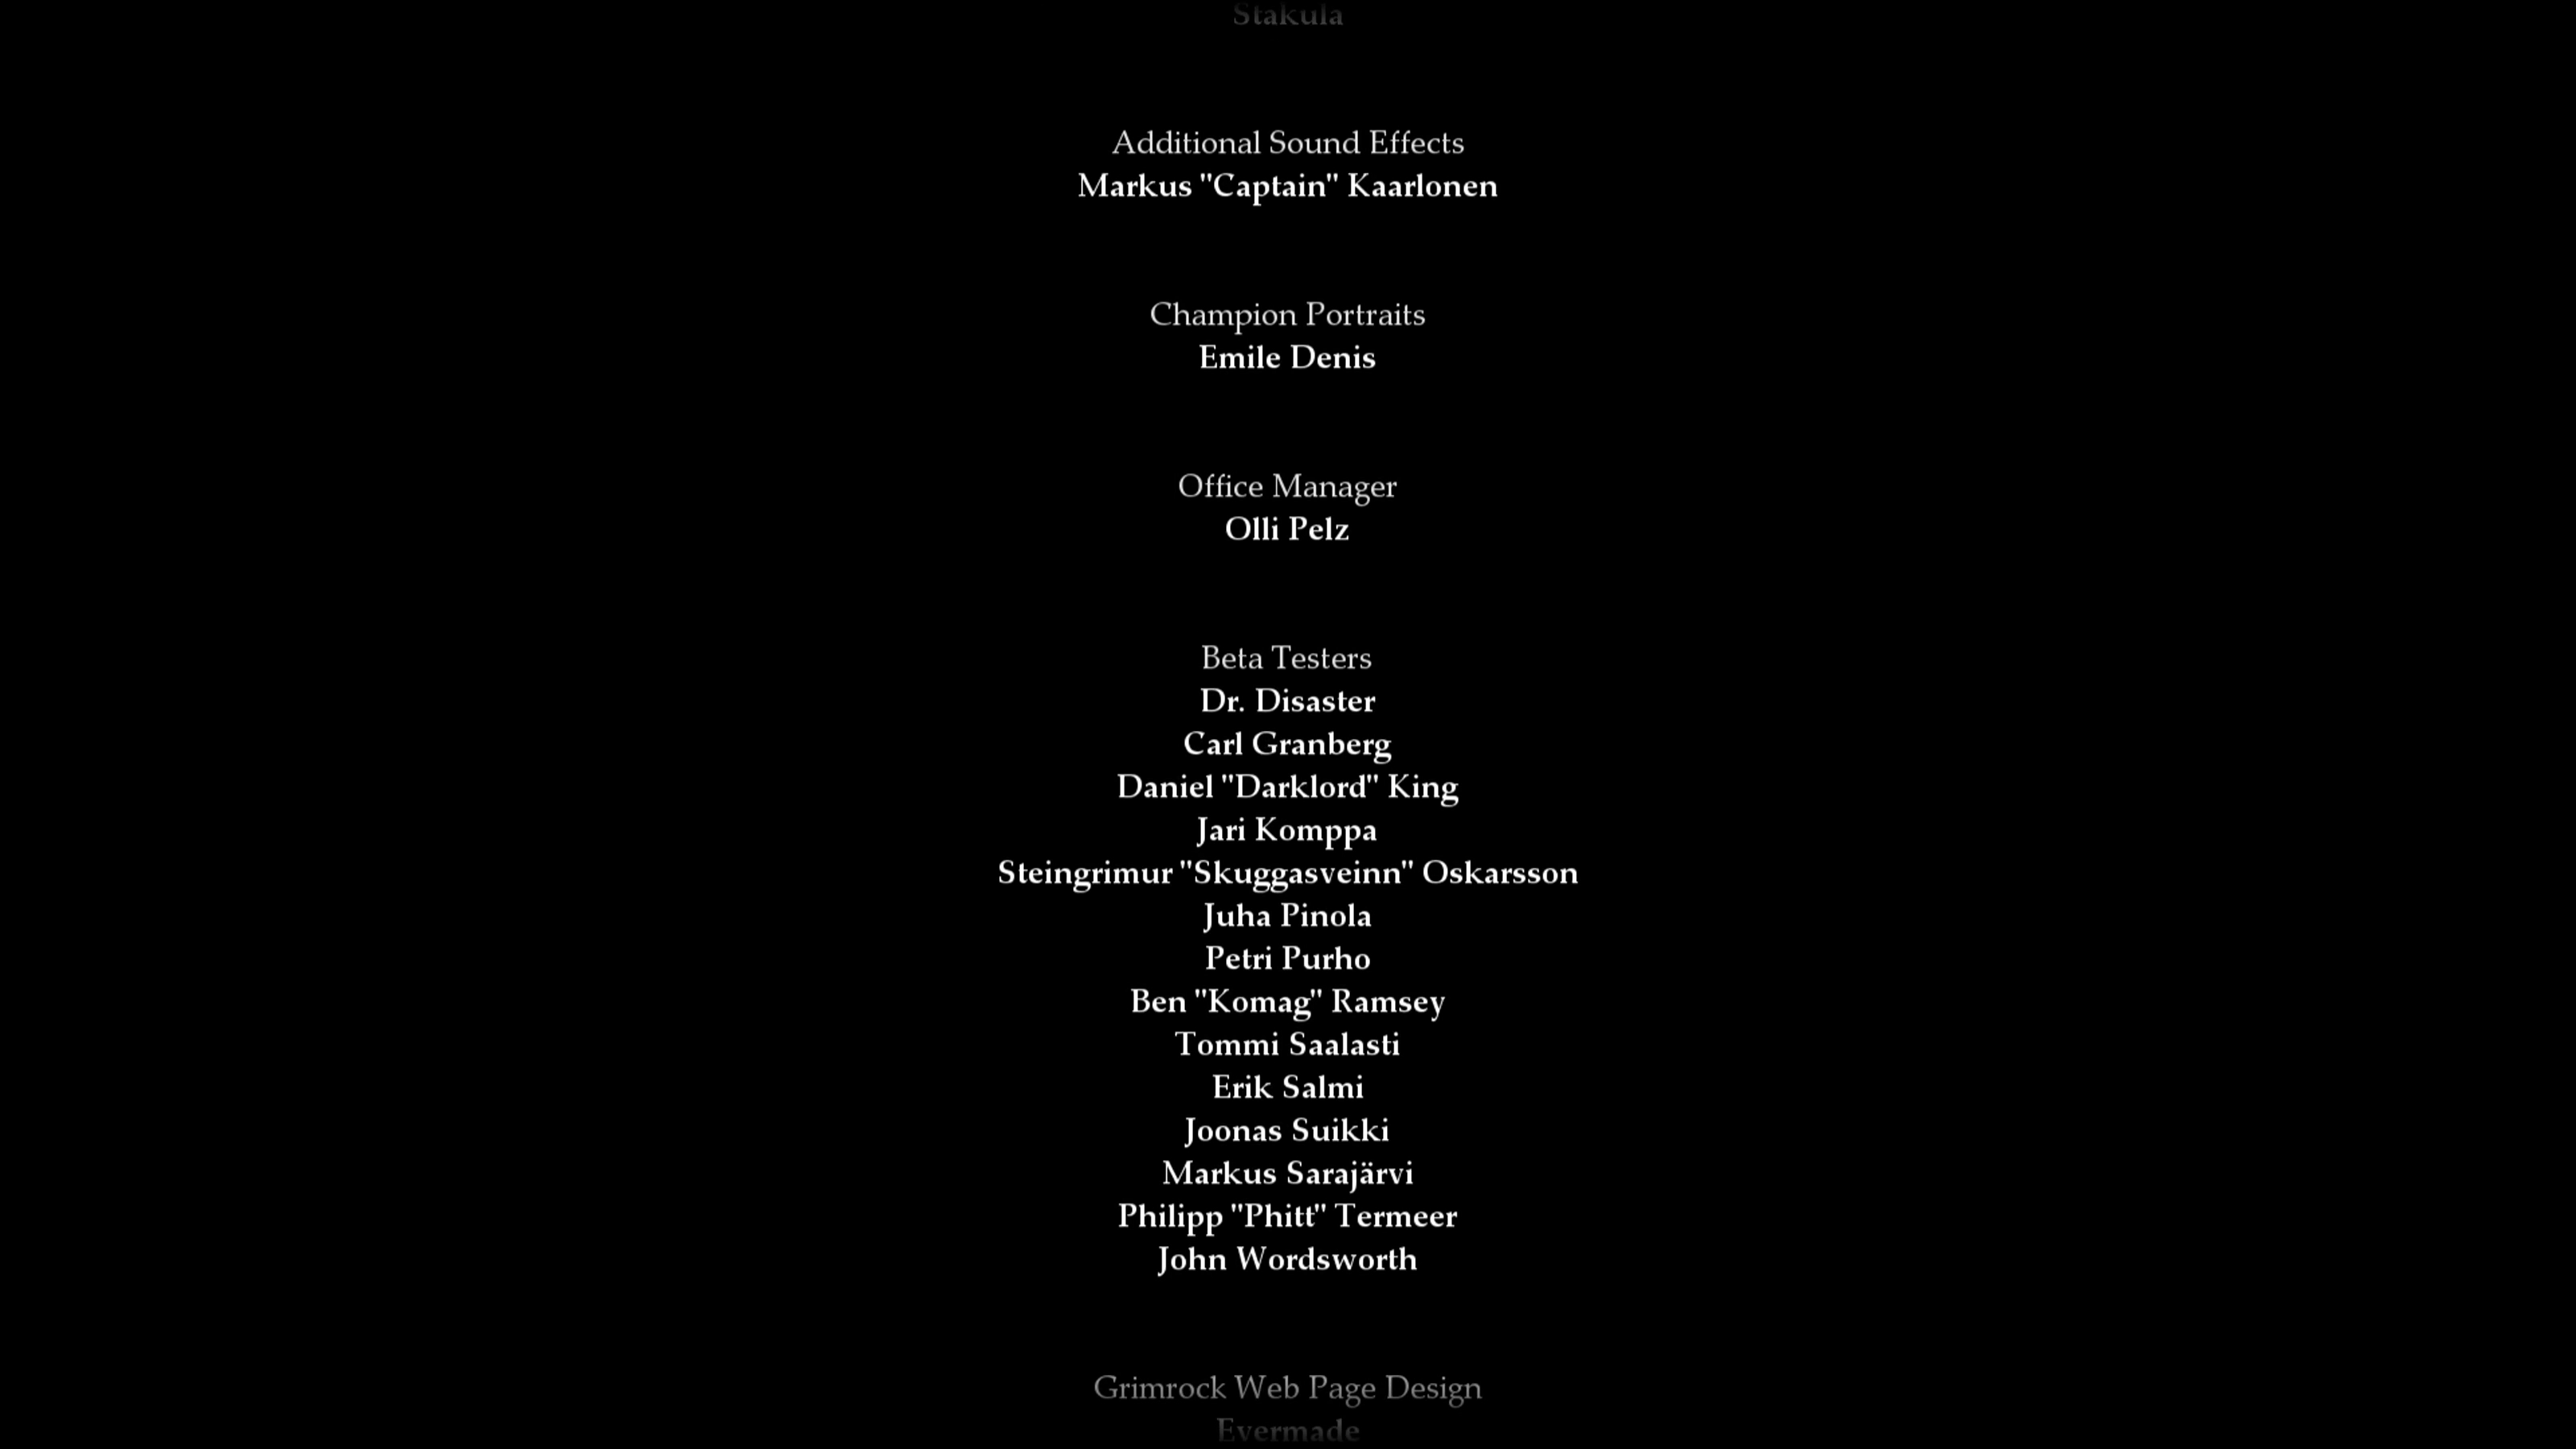 Stakula
Additional Sound Effects
Markus "Captain" Kaarlonen
Champion Portraits
Emile Denis
Office Manager
Olli Pelz
Beta Testers
Dr. Disaster
Carl Granberg
Daniel "Darklord" King
Jari Komppa
Steingrimur "Skuggasveinn" Oskarsson
Juha Pinola
Petri Purho
Ben "Komag" Ramsey
Tommi Saalasti
Erik Salmi
Joonas Suikki
Markus Sarajärvi
Philipp "Phitt" Termeer
John Wordsworth
Grimrock Web Page Design
Evermade